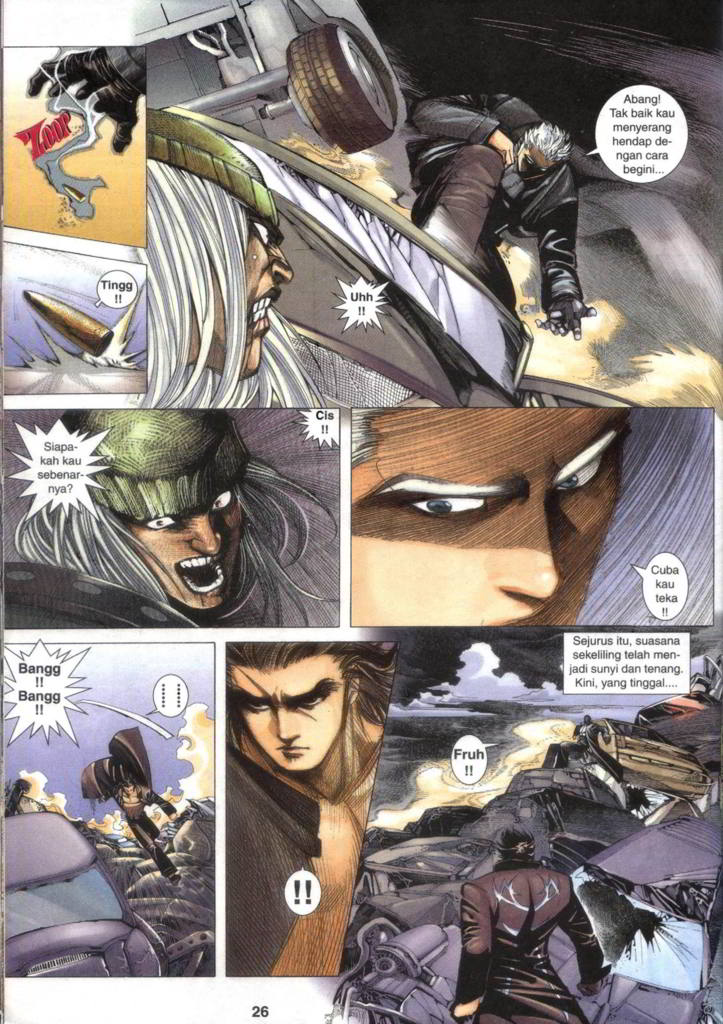 ZOOP
Tingg
!!
Abang!
Tak baik kau
menyerang
hendap de-
ngan cara
begini...
Uhh
!!
Siapa-
kah kau
sebenar-
nya?
Cis
!!
Cuba
kau
teka
!!
Bangg
!!
Bangg
!!
!!
Sejurus itu, suasana
sekeliling telah men-
jadi sunyi dan tenang.
Kini, yang tinggal....
Fruh
!!
26